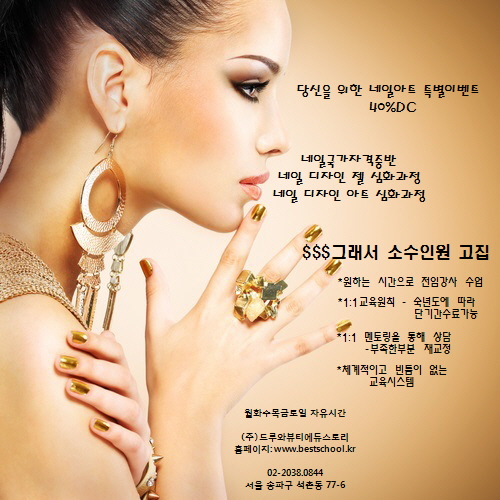 당신을 위한 네일아트 특별이벤트
40%DC
네일국가자격증반
네일 디자인 젤 심화과정
네일 디자인 아트 심화과정
$$$그래서 소수인원 고집
*원하는 시간으로 전임강사 수업
*1:1교육원칙 - 숙년도에 따라
단기간수료가능
*1:1 멘토링을 통해 상담
-부족한부분 재교정
*체계적이고 빈틈이 없는
교육시스템
월화수목금토일 자유시간
(주)드루와뷰티에듀스토리
홈페이지: www.bestschool.kr
02-2038.0844
서울 송파구 석촌동 77-6